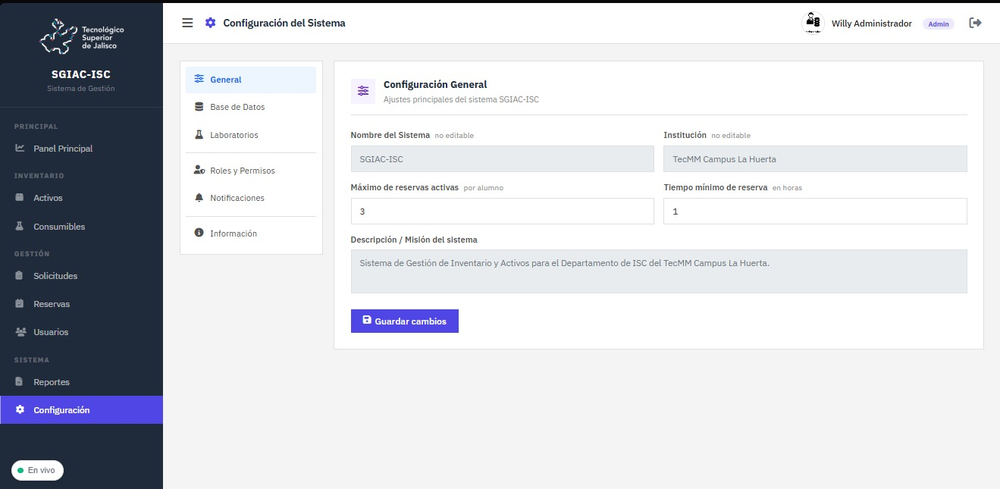 Tecnológico
Superior
de Jalisco
SGIAC-ISC
Sistema de Gestión
PRINCIPAL
Panel Principal
INVENTARIO
Activos
Consumibles
GESTIÓN
Solicitudes
Reservas
Usuarios
SISTEMA
Reportes
Configuración
En vivo
Configuración del Sistema
Willy Administrador
Admin
General
Base de Datos
Laboratorios
Roles y Permisos
Notificaciones
Información
Configuración General
Ajustes principales del sistema SGIAC-ISC
Nombre del Sistema no editable
SGIAC-ISC
Institución no editable
TecMM Campus La Huerta
Máximo de reservas activas por alumno
3
Tiempo mínimo de reserva en horas
1
Descripción / Misión del sistema
Sistema de Gestión de Inventario y Activos para el Departamento de ISC del TecMM Campus La Huerta.
Guardar cambios